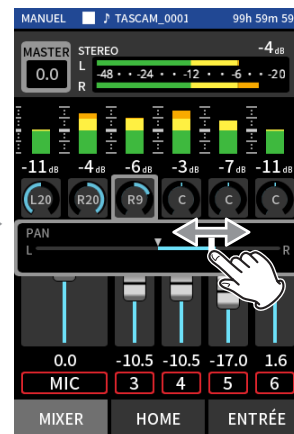 MANUEL ♪ TASCAM_0001 99h 59m 59
MASTER STEREO -4dB
0.0 L -48 · · -24 · · -12 · · -6 · · -20
R
-11dB -4dB -6dB -3dB -7dB -11dB
L20 R20 R9 C C C
PAN
L R
0.0 -10.5 -10.5 -17.0 1.6
MIC 3 4 5 6
MIXER HOME ENTRÉE